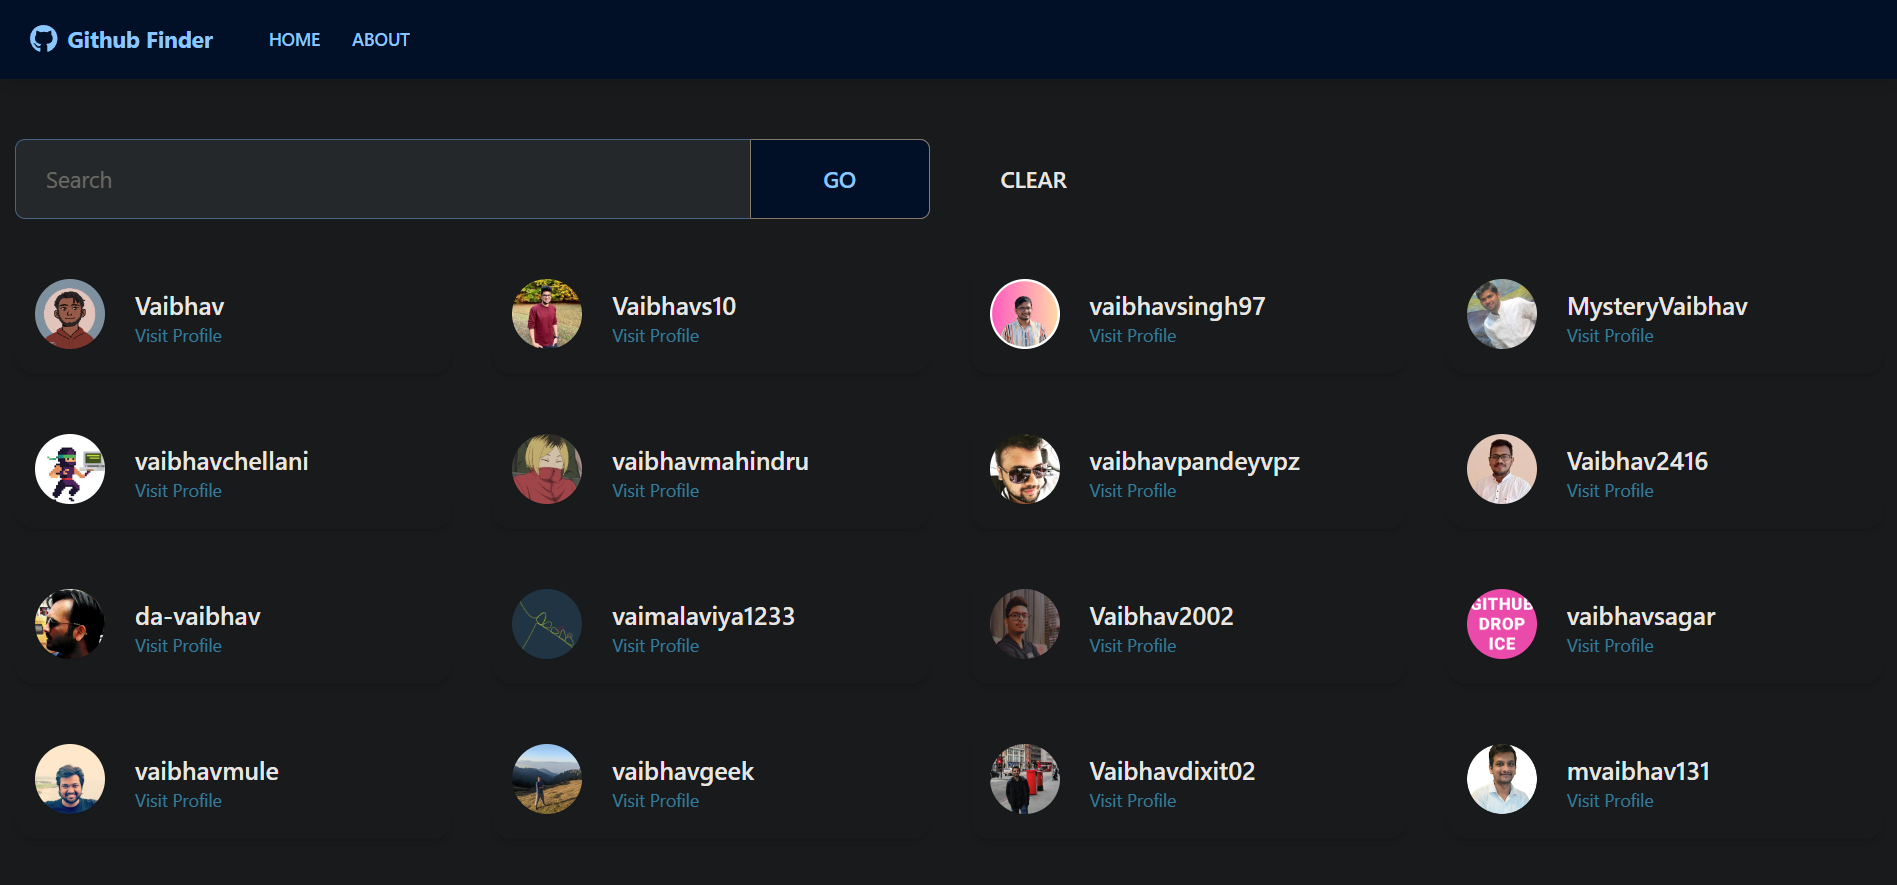 Github Finder HOME ABOUT
Search GO CLEAR
Vaibhav
Visit Profile
Vaibhavs10
Visit Profile
vaibhavsingh97
Visit Profile
MysteryVaibhav
Visit Profile
vaibhavchellani
Visit Profile
vaibhavmahindru
Visit Profile
vaibhavpandeyvpz
Visit Profile
Vaibhav2416
Visit Profile
da-vaibhav
Visit Profile
vaimalaviya1233
Visit Profile
Vaibhav2002
Visit Profile
GITHUB
DROP
ICE
vaibhavsagar
Visit Profile
vaibhavmule
Visit Profile
vaibhavgeek
Visit Profile
Vaibhavdixit02
Visit Profile
mvaibhav131
Visit Profile